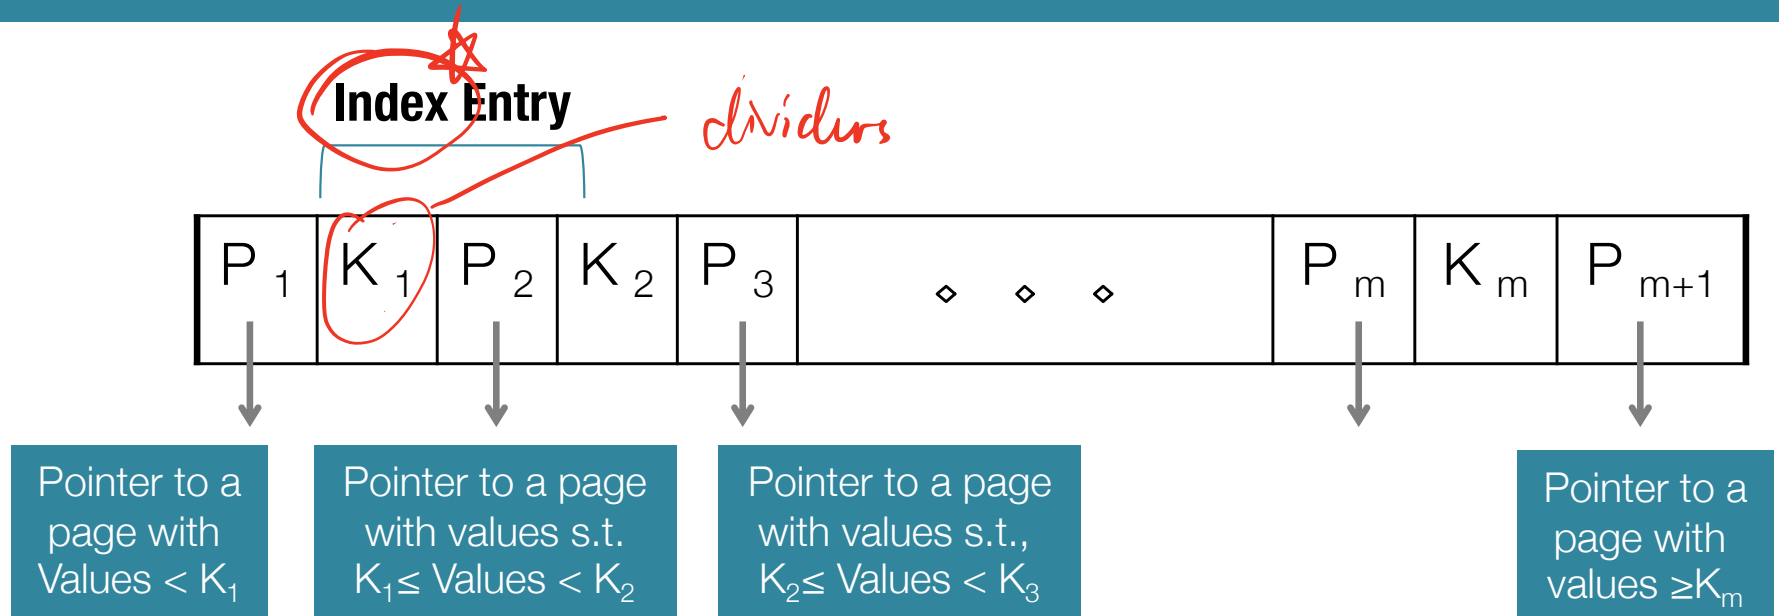 Index Entry
dividers
P 1 K 1 P 2 K 2 P 3 ⋄ ⋄ ⋄ P m K m P m+1
Pointer to a
page with
Values < K1
Pointer to a page
with values s.t.
K1≤ Values < K2
Pointer to a page
with values s.t.,
K2≤ Values < K3
Pointer to a
page with
values ≥Km